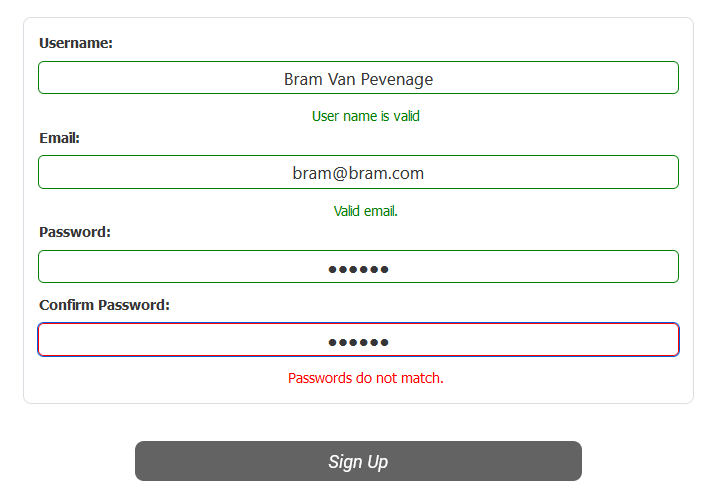 Username:
Bram Van Pevenage
User name is valid
Email:
bram@bram.com
Valid email.
Password:
●●●●●●
Confirm Password:
●●●●●●
Passwords do not match.
Sign Up